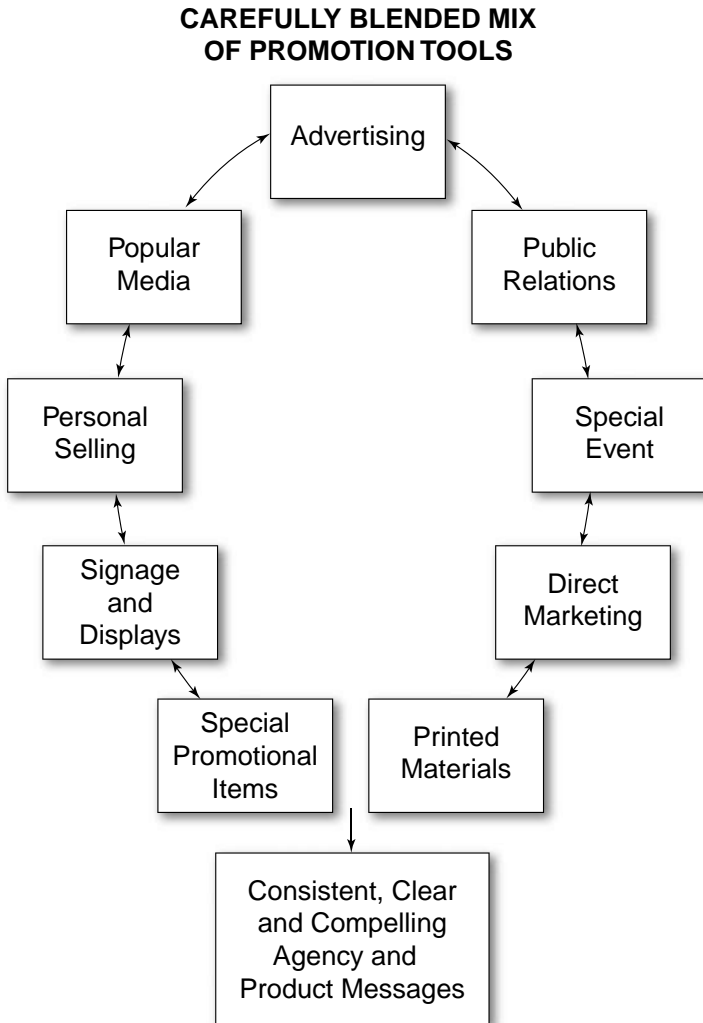 CAREFULLY BLENDED MIX
OF PROMOTION TOOLS
Advertising
Popular
Media
Public
Relations
Personal
Selling
Special
Event
Signage
and
Displays
Direct
Marketing
Special
Promotional
Items
Printed
Materials
Consistent, Clear
and Compelling
Agency and
Product Messages